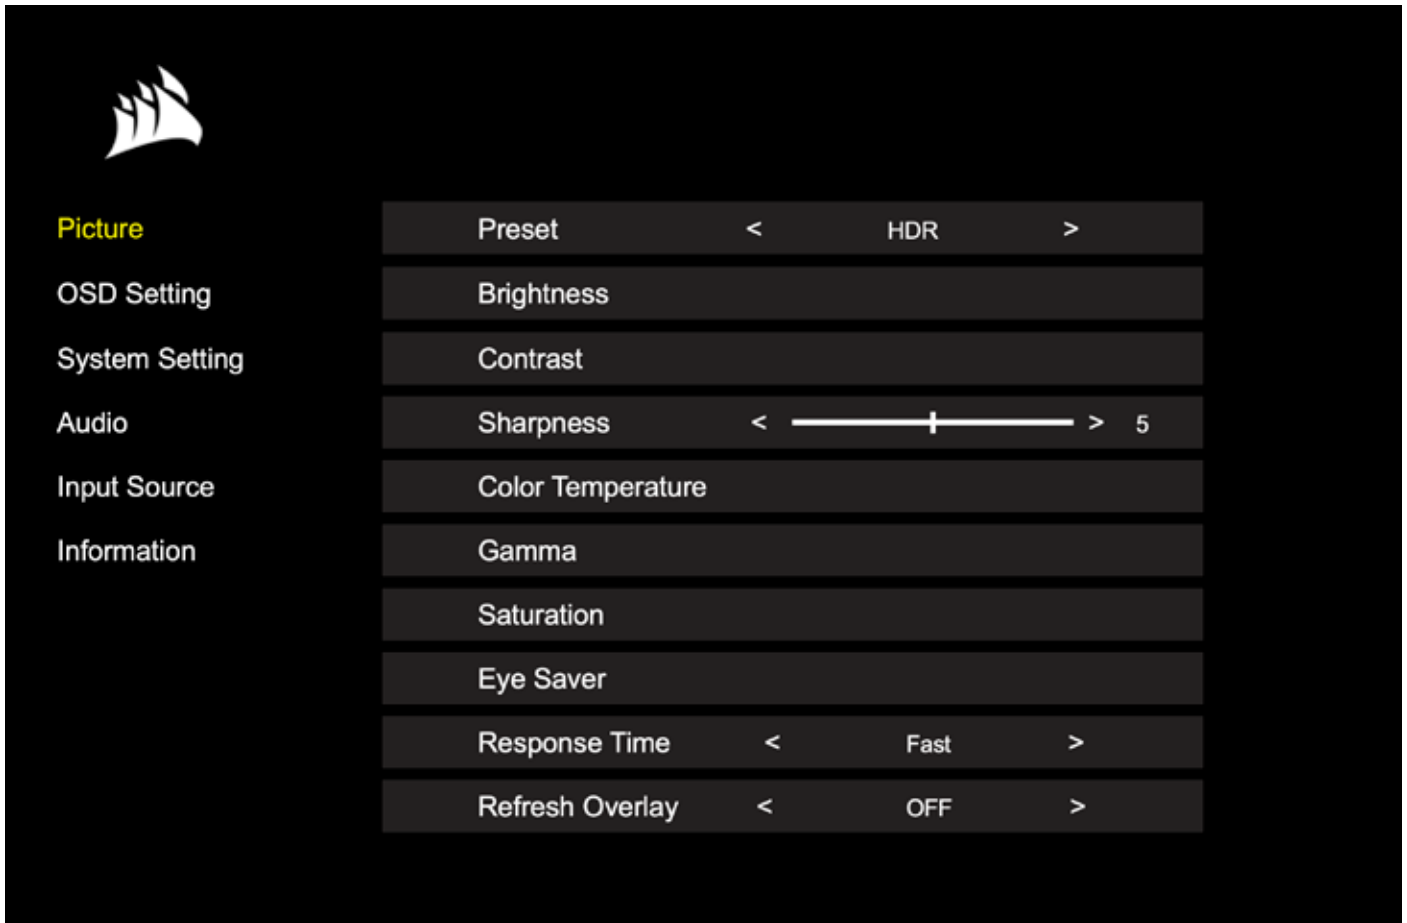 Picture
OSD Setting
System Setting
Audio
Input Source
Information
Preset < HDR >
Brightness
Contrast
Sharpness < > 5
Color Temperature
Gamma
Saturation
Eye Saver
Response Time < Fast >
Refresh Overlay < OFF >